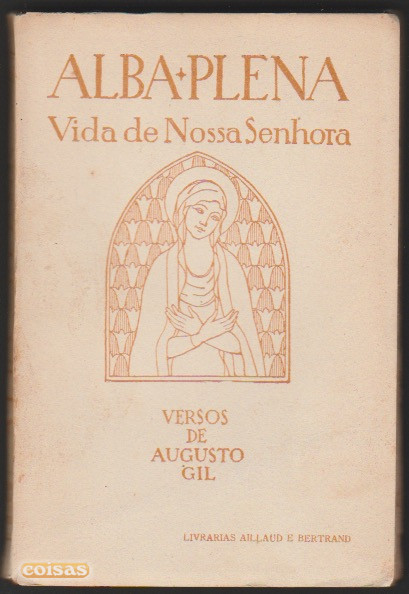 ALBA✦PLENA
Vida de Nossa Senhora
VERSOS
DE
AUGUSTO
GIL
LIVRARIAS AILLAUD E BERTRAND
coisas